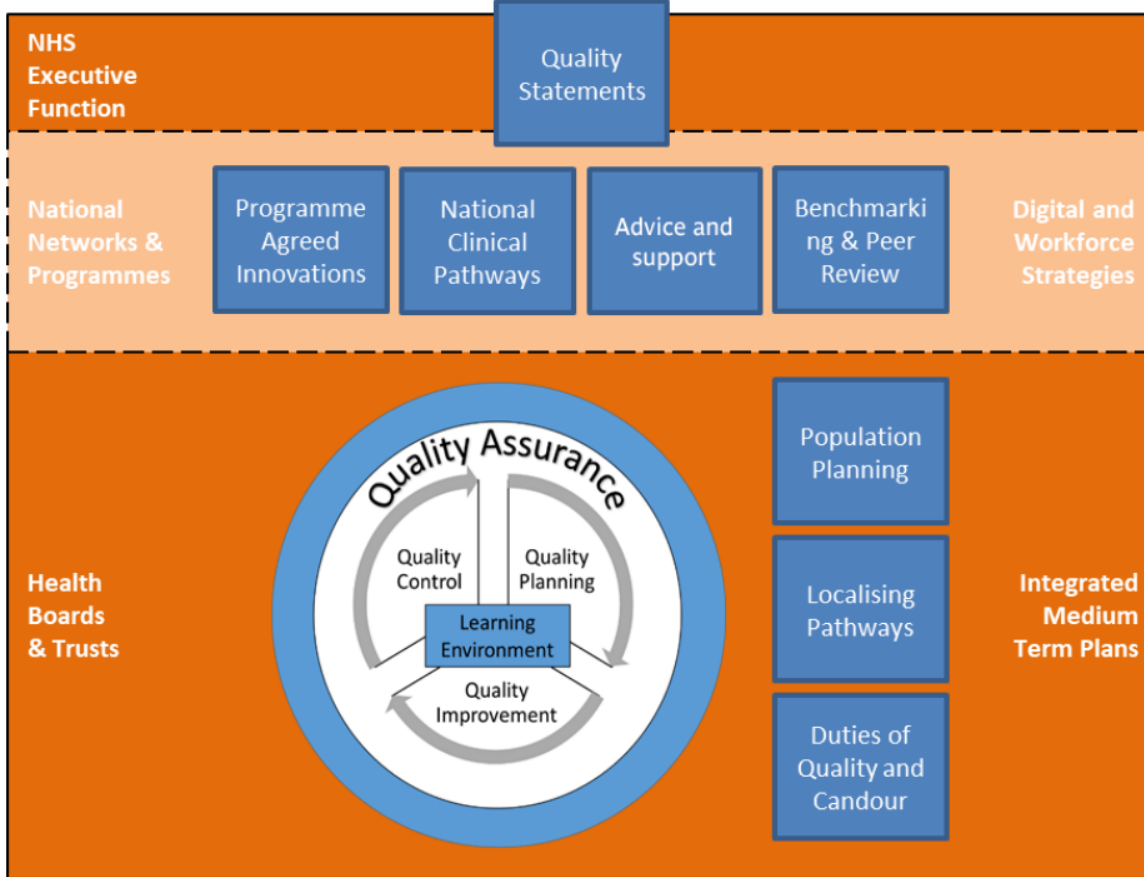 NHS
Executive
Function
Quality
Statements
National
Networks &
Programmes
Programme
Agreed
Innovations
National
Clinical
Pathways
Advice and
support
Benchmarki
ng & Peer
Review
Digital and
Workforce
Strategies
Health
Boards
& Trusts
Quality Assurance
Quality
Control
Quality
Planning
Learning
Environment
Quality
Improvement
Population
Planning
Localising
Pathways
Duties of
Quality and
Candour
Integrated
Medium
Term Plans